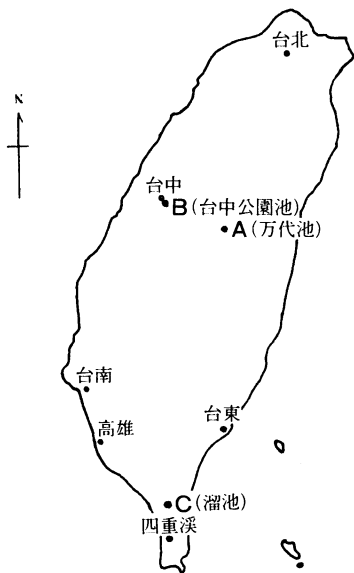 台北
N
台中
B(台中公園池)
A(万代池)
台南
台東
高雄
C(溜池)
四重渓